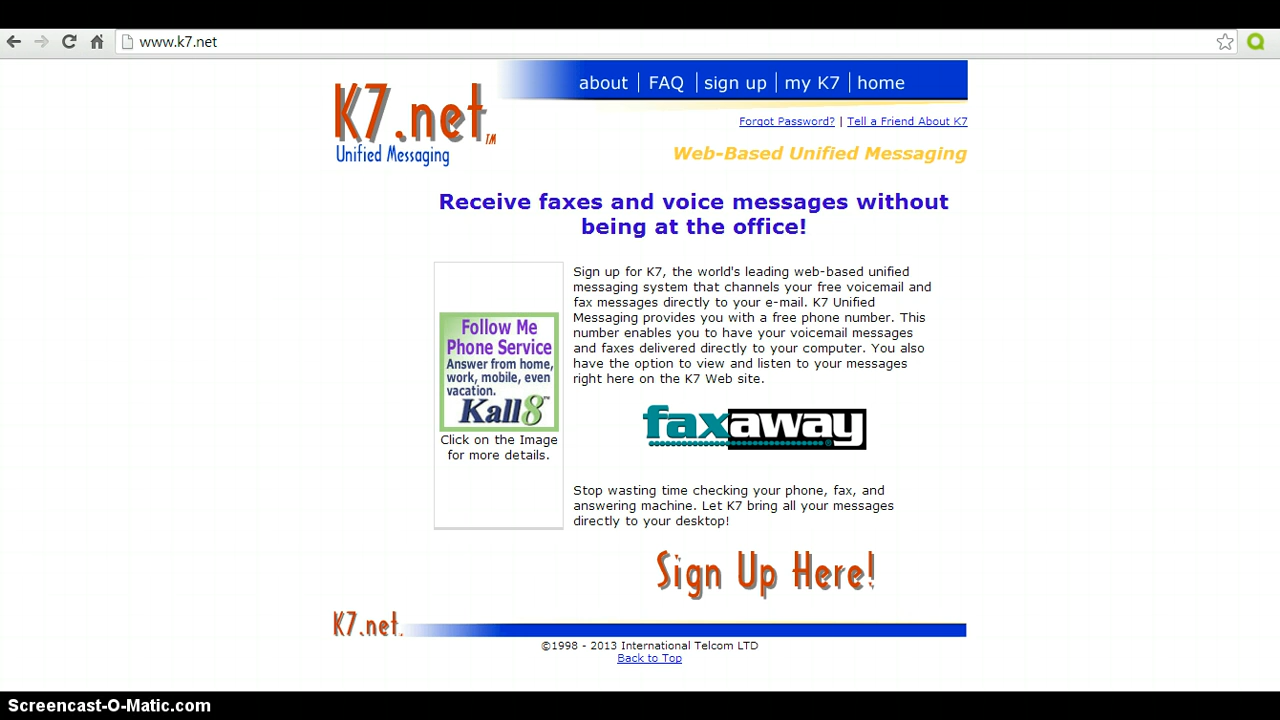 www.k7.net
about | FAQ | sign up | my K7 | home
K7.net TM
Unified Messaging
Forgot Password? | Tell a Friend About K7
Web-Based Unified Messaging
Receive faxes and voice messages without
being at the office!
Follow Me
Phone Service
Answer from home,
work, mobile, even
vacation.
Kall8™
Click on the Image
for more details.
Sign up for K7, the world's leading web-based unified
messaging system that channels your free voicemail and
fax messages directly to your e-mail. K7 Unified
Messaging provides you with a free phone number. This
number enables you to have your voicemail messages
and faxes delivered directly to your computer. You also
have the option to view and listen to your messages
right here on the K7 Web site.
faxaway®
Stop wasting time checking your phone, fax, and
answering machine. Let K7 bring all your messages
directly to your desktop!
Sign Up Here!
K7.net
©1998 - 2013 International Telcom LTD
Back to Top
Screencast-O-Matic.com